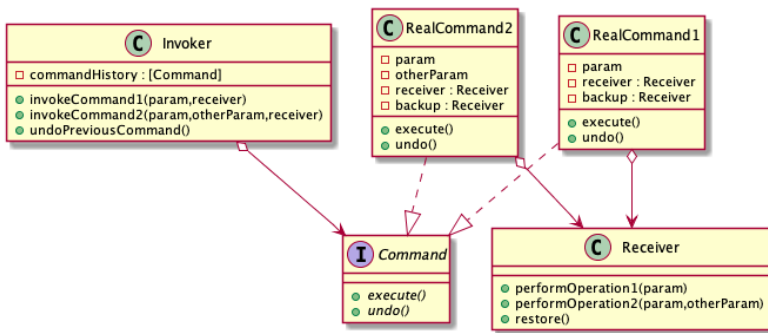 C Invoker
commandHistory : [Command]
invokeCommand1(param,receiver)
invokeCommand2(param,otherParam,receiver)
undoPreviousCommand()
C RealCommand2
param
otherParam
receiver : Receiver
backup : Receiver
execute()
undo()
C RealCommand1
param
receiver : Receiver
backup : Receiver
execute()
undo()
I Command
execute()
undo()
C Receiver
performOperation1(param)
performOperation2(param,otherParam)
restore()